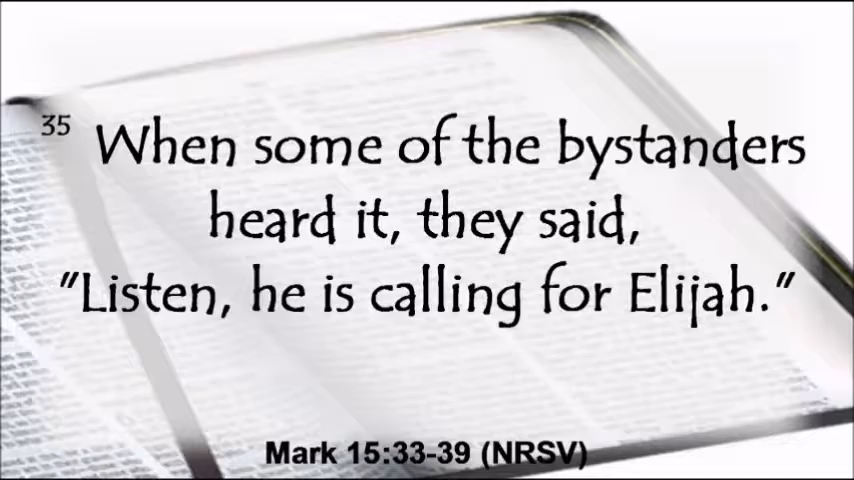 35 When some of the bystanders
heard it, they said,
"Listen, he is calling for Elijah."
Mark 15:33-39 (NRSV)